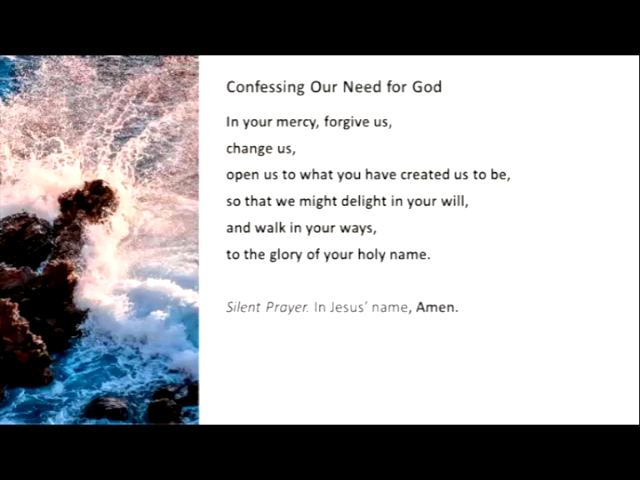 Confessing Our Need for God
In your mercy, forgive us,
change us,
open us to what you have created us to be,
so that we might delight in your will,
and walk in your ways,
to the glory of your holy name.
Silent Prayer. In Jesus' name, Amen.